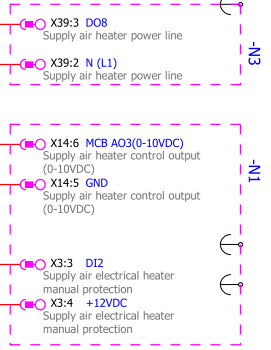 X39:3 DO8
Supply air heater power line
X39:2 N (L1)
Supply air heater power line
-N3
X14:6 MCB AO3(0-10VDC)
Supply air heater control output
(0-10VDC)
X14:5 GND
Supply air heater control output
(0-10VDC)
-N1
X3:3 DI2
Supply air electrical heater
manual protection
X3:4 +12VDC
Supply air electrical heater
manual protection